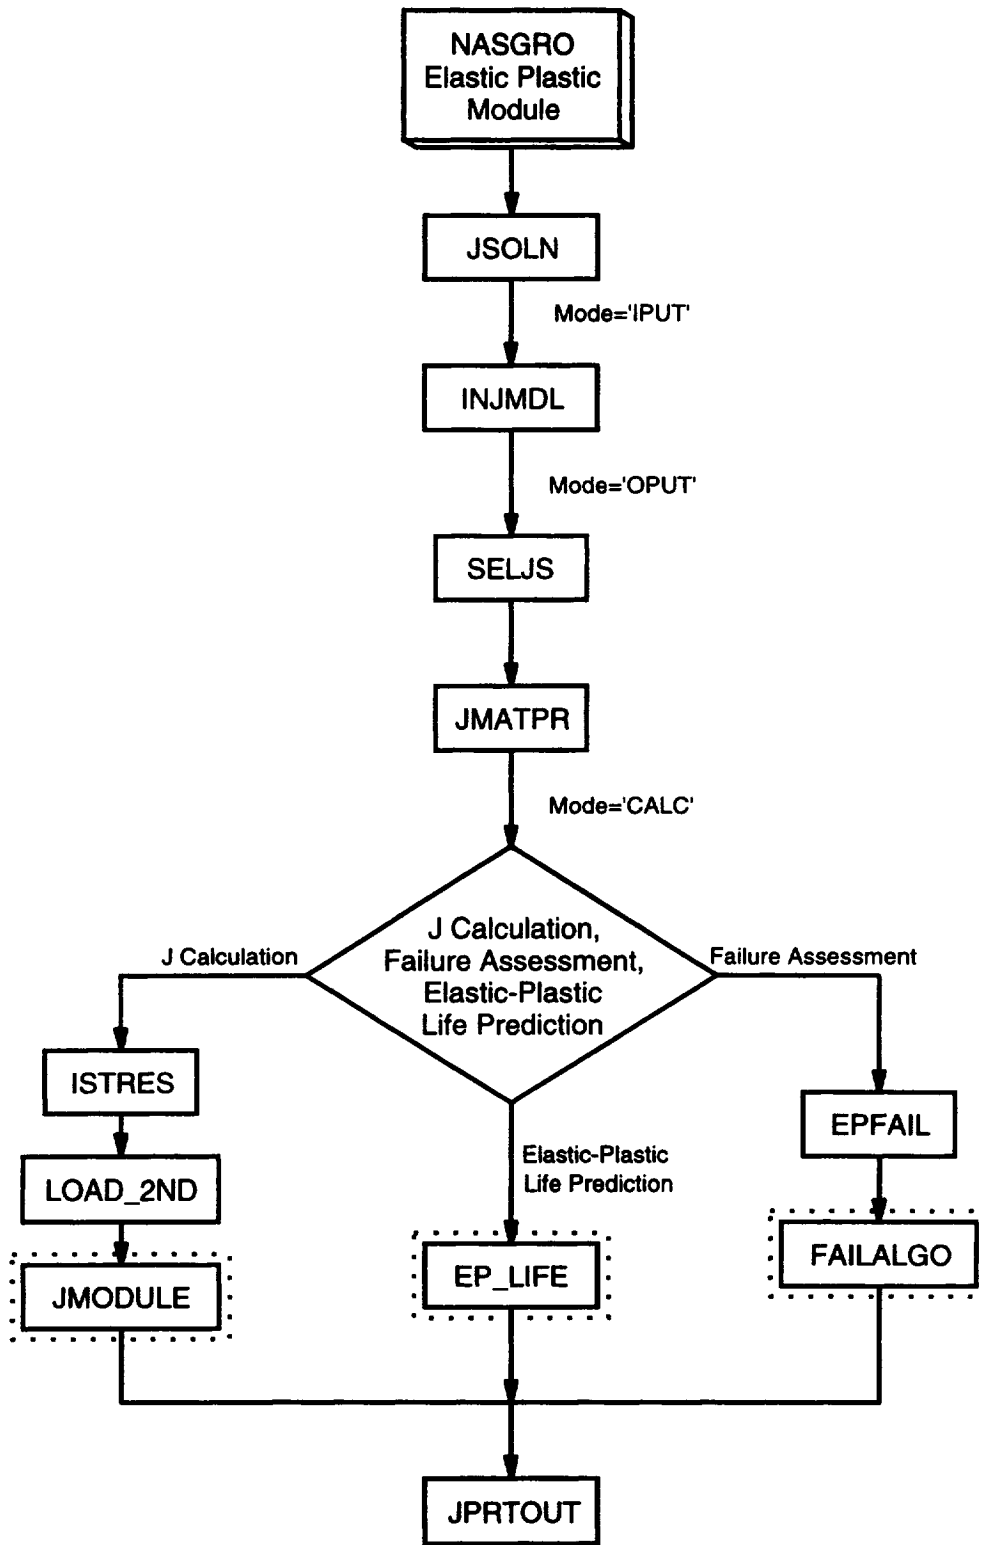 NASGRO
Elastic Plastic
Module
JSOLN
Mode='IPUT'
INJMDL
Mode='OPUT'
SELJS
JMATPR
Mode='CALC'
J Calculation,
Failure Assessment,
Elastic-Plastic
Life Prediction
J Calculation
Failure Assessment
ISTRES
LOAD_2ND
JMODULE
Elastic-Plastic
Life Prediction
EP_LIFE
EPFAIL
FAILALGO
JPRTOUT